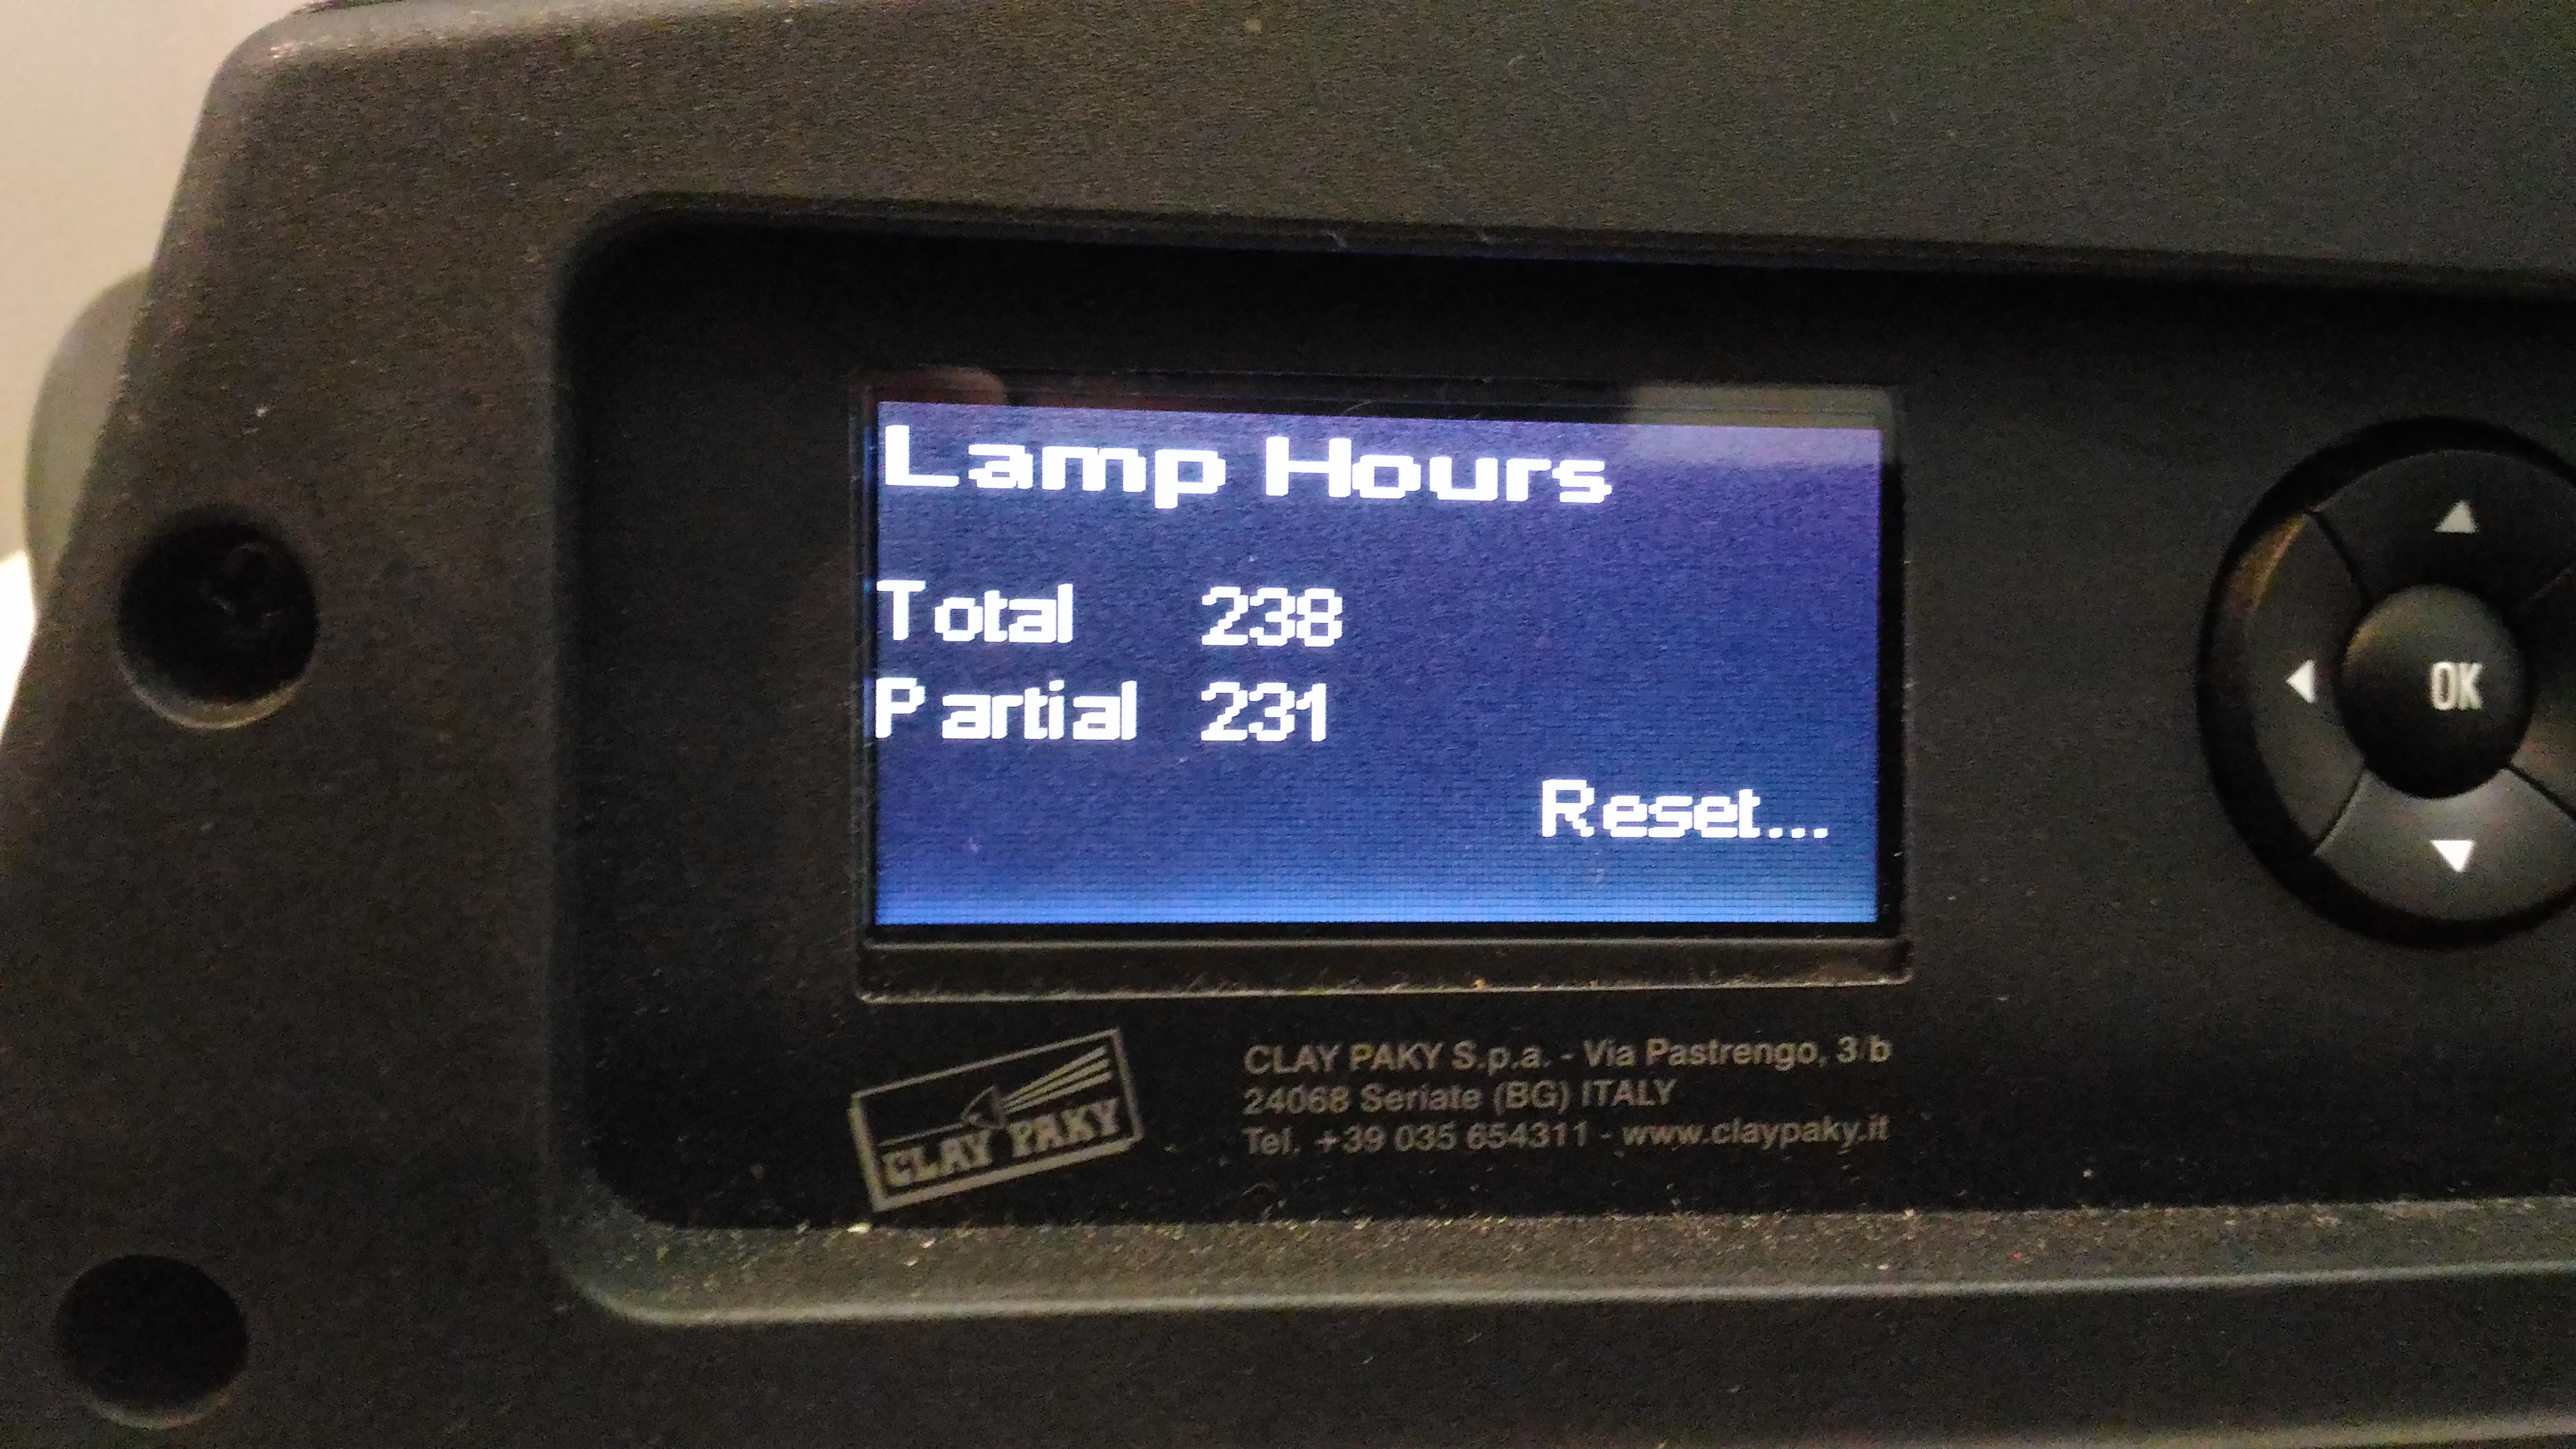 Lamp Hours
Total 238
Partial 231
Reset...
OK
CLAY PAKY
CLAY PAKY S.p.a. - Via Pastrengo, 3/b
24068 Seriate (BG) ITALY
Tel. +39 035 654311 - www.claypaky.it